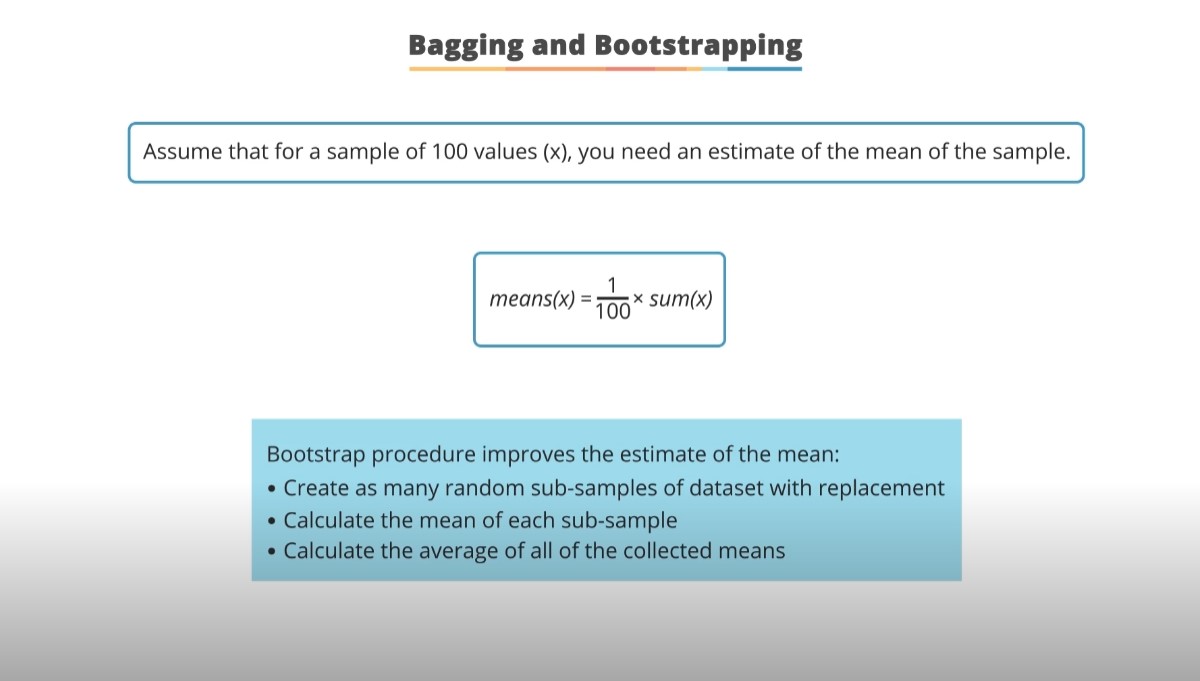 Bagging and Bootstrapping
Assume that for a sample of 100 values (x), you need an estimate of the mean of the sample.
means(x) = 1/100 × sum(x)
Bootstrap procedure improves the estimate of the mean:
• Create as many random sub-samples of dataset with replacement
• Calculate the mean of each sub-sample
• Calculate the average of all of the collected means